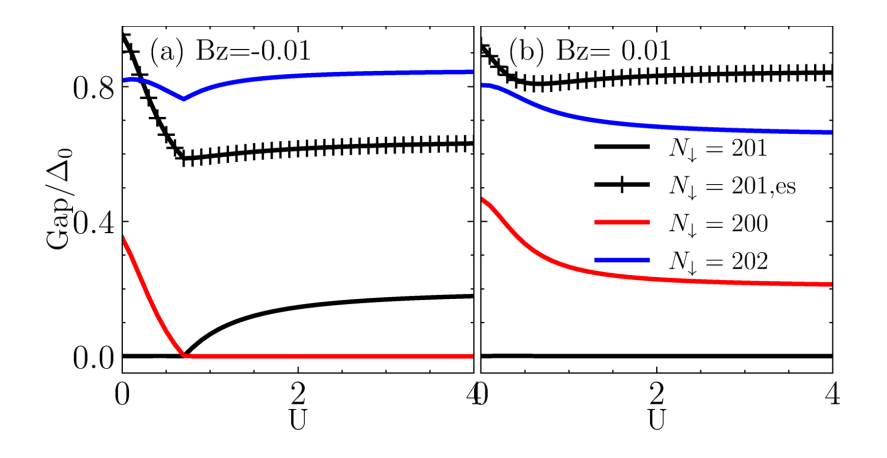 (a) Bz=-0.01
(b) Bz= 0.01
Gap/Δ₀
0.8
0.4
0.0
N↓ = 201
N↓ = 201,es
N↓ = 200
N↓ = 202
0 2 4
0 2 4
U
U